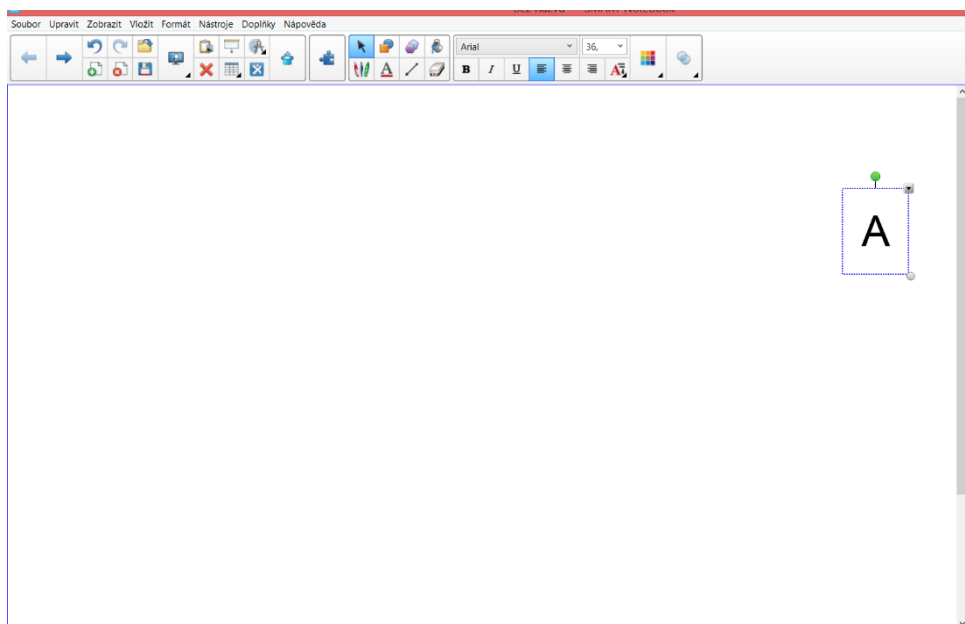 Soubor Upravit Zobrazit Vložit Formát Nástroje Doplňky Nápověda
Arial 36,
B I U A
A